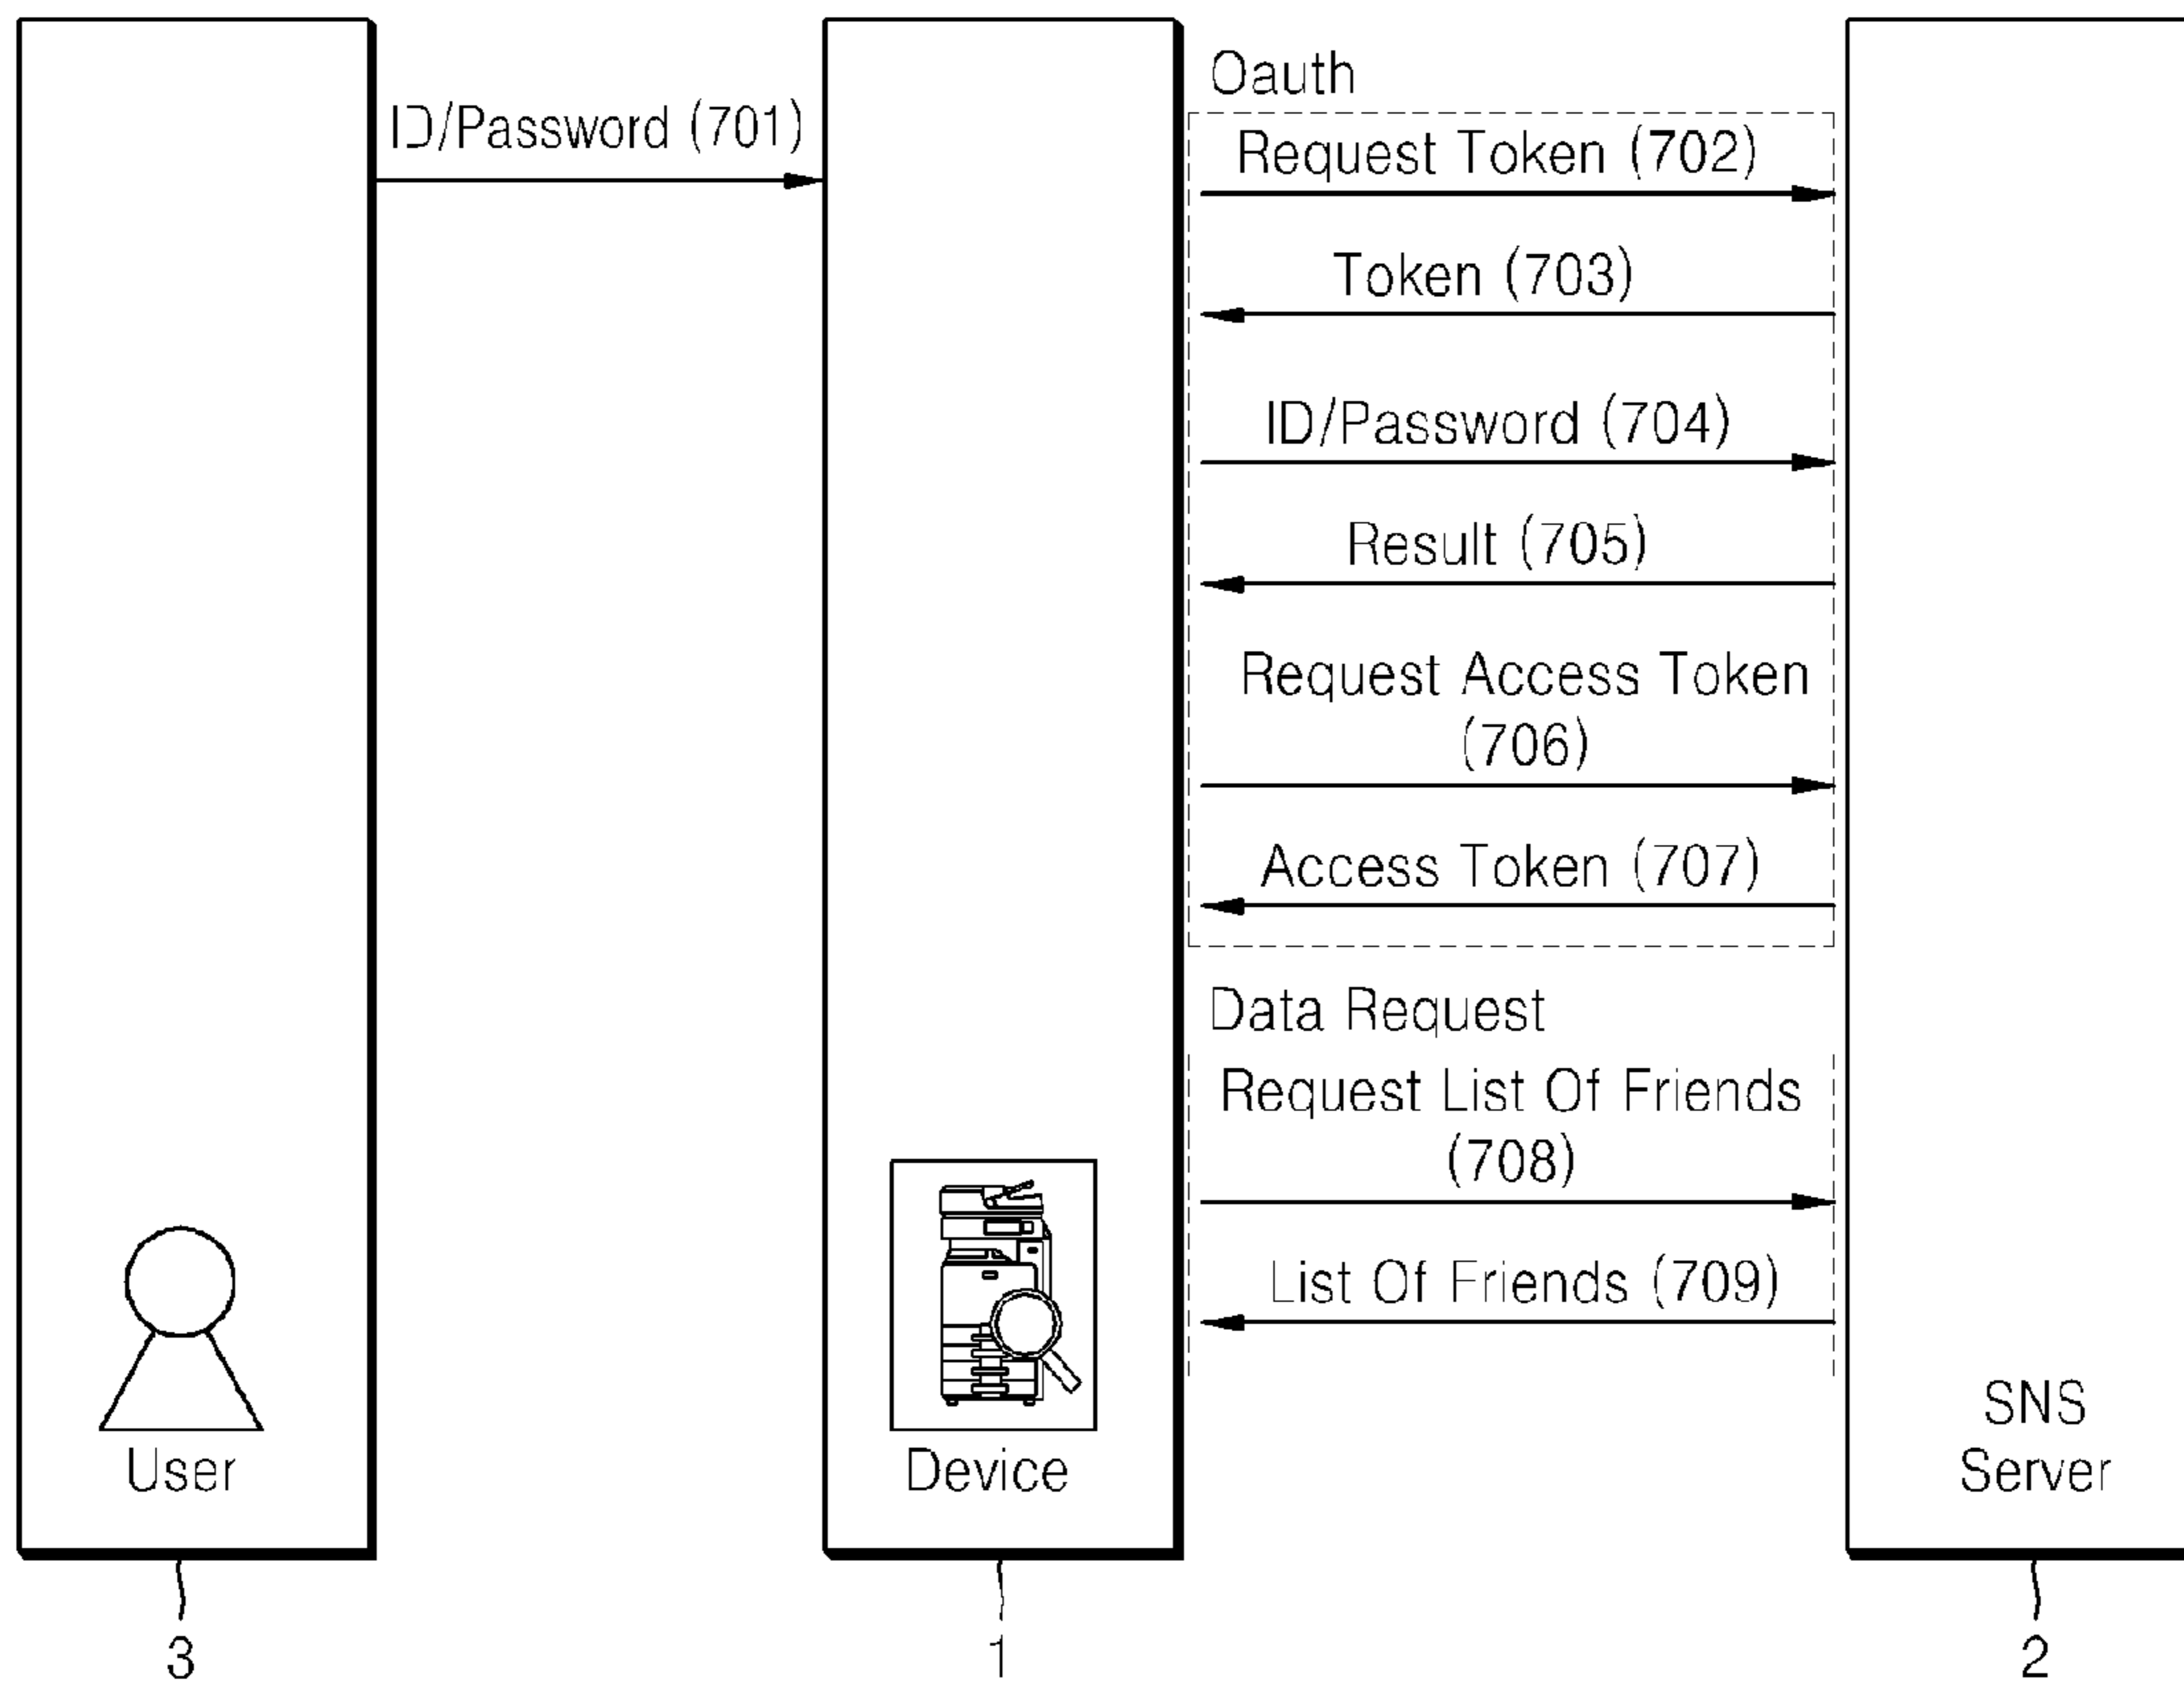 Oauth
ID/Password (701)
Request Token (702)
Token (703)
ID/Password (704)
Result (705)
Request Access Token
(706)
Access Token (707)
Data Request
Request List Of Friends
(708)
List Of Friends (709)
User
Device
SNS
Server
3
1
2